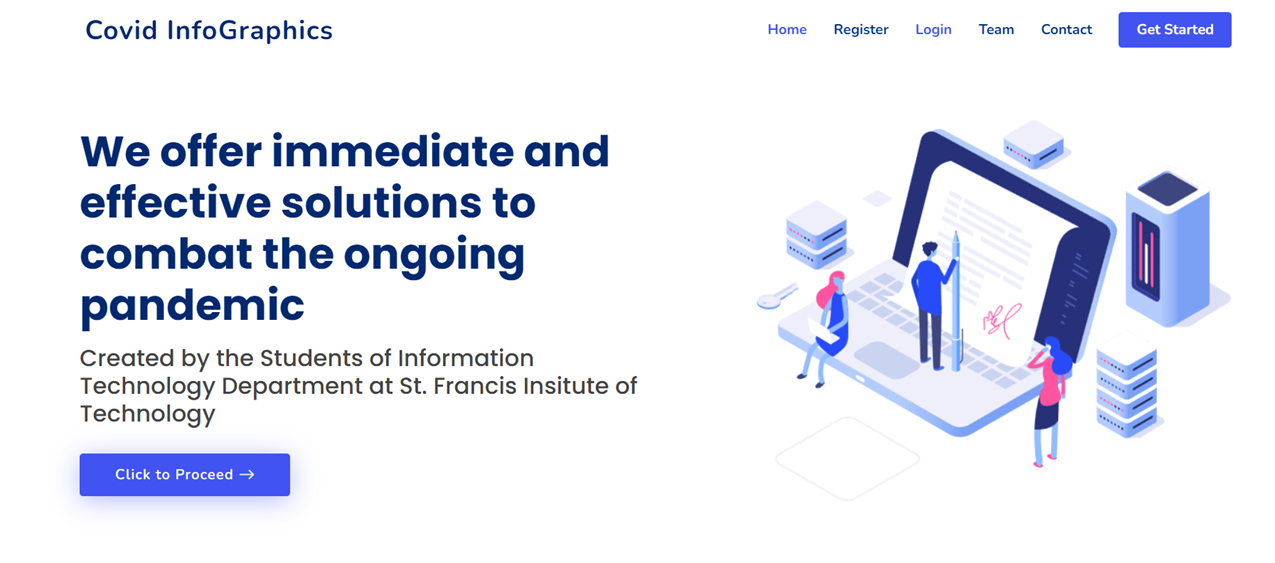 Covid InfoGraphics
Home Register Login Team Contact Get Started
We offer immediate and
effective solutions to
combat the ongoing
pandemic
Created by the Students of Information
Technology Department at St. Francis Insitute of
Technology
Click to Proceed →